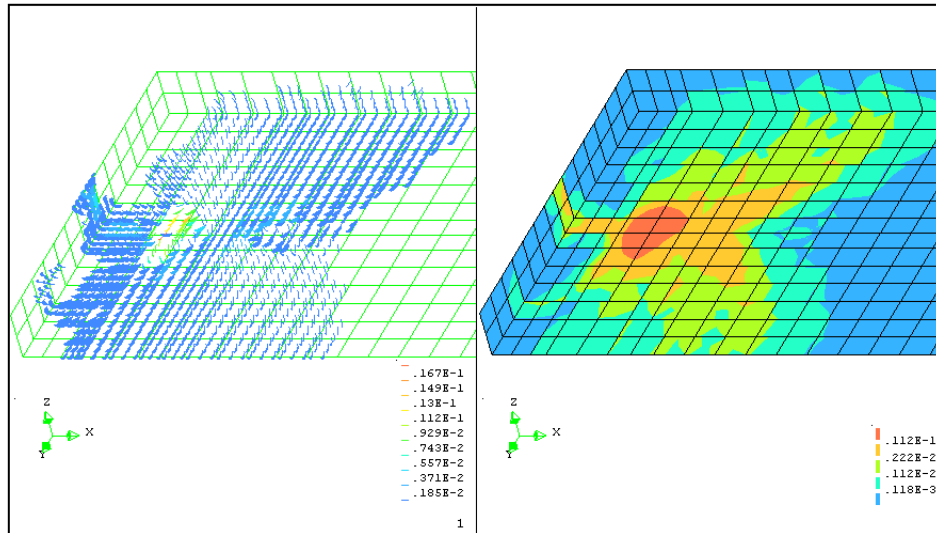 .167E-1
.149E-1
.13E-1
.112E-1
.929E-2
.743E-2
.557E-2
.371E-2
.185E-2
Z
X
Y
1
Z
X
Y
.112E-1
.222E-2
.112E-2
.118E-3